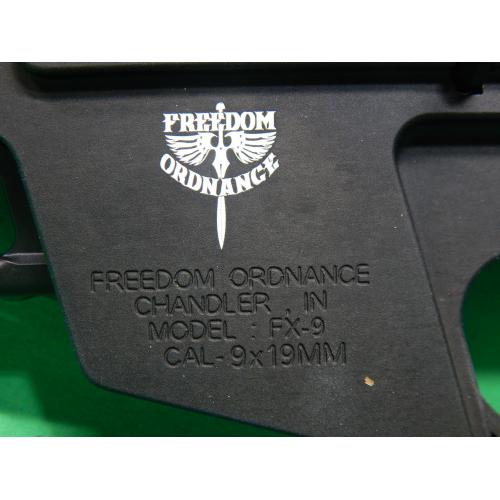 FREEDOM
ORDNANCE
FREEDOM ORDNANCE
CHANDLER, IN
MODEL : FX-9
CAL-9x19MM